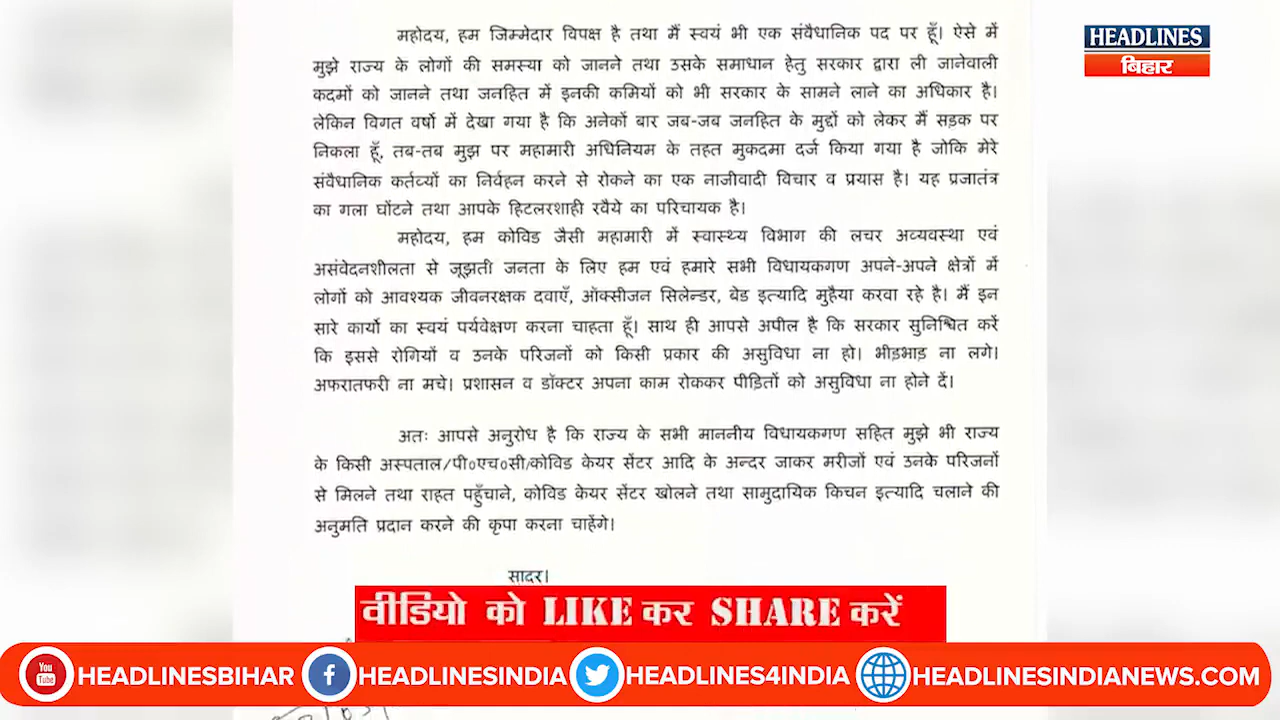 महोदय, हम जिम्मेदार विपक्ष है तथा मैं स्वयं भी एक संवैधानिक पद पर हूँ। ऐसे में
मुझे राज्य के लोगों की समस्या को जानने तथा उसके समाधान हेतु सरकार द्वारा ली जानेवाली
कदमों को जानने तथा जनहित में इनकी कमियों को भी सरकार के सामने लाने का अधिकार है।
लेकिन विगत वर्षो में देखा गया है कि अनेकों बार जब-जब जनहित के मुद्दों को लेकर मैं सड़क पर
निकला हूँ, तब-तब मुझ पर महामारी अधिनियम के तहत मुकदमा दर्ज किया गया है जोकि मेरे
संवैधानिक कर्तव्यों का निर्वहन करने से रोकने का एक नाजीवादी विचार व प्रयास है। यह प्रजातंत्र
का गला घोंटने तथा आपके हिटलरशाही रवैये का परिचायक है।
महोदय, हम कोविड जैसी महामारी में स्वास्थ्य विभाग की लचर अव्यवस्था एवं
असंवेदनशीलता से जूझती जनता के लिए हम एवं हमारे सभी विधायकगण अपने-अपने क्षेत्रों में
लोगों को आवश्यक जीवनरक्षक दवाएँ, ऑक्सीजन सिलेन्डर, बेड इत्यादि मुहैया करवा रहे है। मैं इन
सारे कार्यो का स्वयं पर्यवेक्षण करना चाहता हूँ। साथ ही आपसे अपील है कि सरकार सुनिश्चित करें
कि इससे रोगियों व उनके परिजनों को किसी प्रकार की असुविधा ना हो। भीड़भाड़ ना लगे।
अफरातफरी ना मचे। प्रशासन व डॉक्टर अपना काम रोककर पीड़ितों को असुविधा ना होने दें।
अतः आपसे अनुरोध है कि राज्य के सभी माननीय विधायकगण सहित मुझे भी राज्य
के किसी अस्पताल/पी०एच०सी/कोविड केयर सेंटर आदि के अन्दर जाकर मरीजों एवं उनके परिजनों
से मिलने तथा राहत पहुँचाने, कोविड केयर सेंटर खोलने तथा सामुदायिक किचन इत्यादि चलाने की
अनुमति प्रदान करने की कृपा करना चाहेंगे।
सादर।
HEADLINES
बिहार
वीडियो को LIKE कर SHARE करें
You Tube HEADLINESBIHAR HEADLINESINDIA HEADLINES4INDIA HEADLINESINDIANEWS.COM